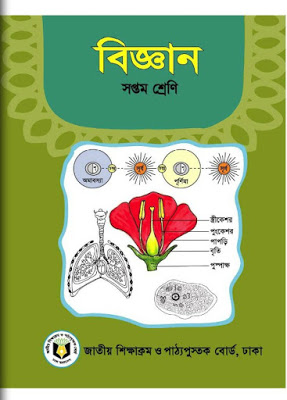 বিজ্ঞান
সপ্তম শ্রেণি
সূর্য
সূর্য
অমাবস্যা
পূর্ণিমা
স্ত্রীকেশর
পুংকেশর
পাপড়ি
বৃতি
পুষ্পাক্ষ
জাতীয় শিক্ষাক্রম ও পাঠ্যপুস্তক বোর্ড, ঢাকা